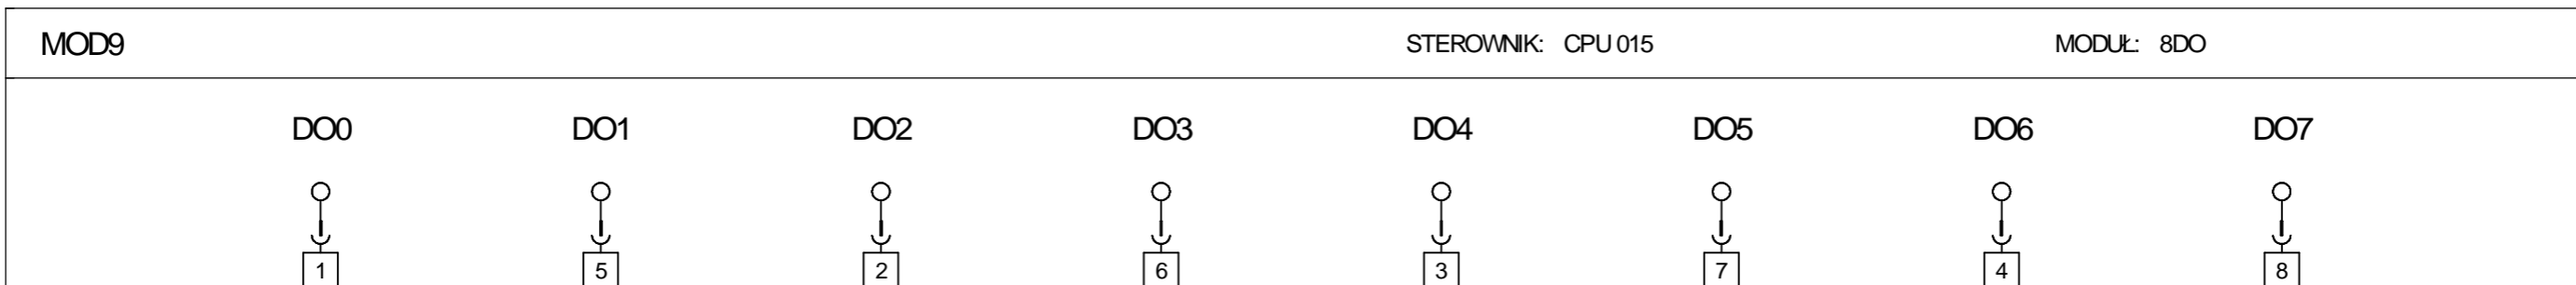 MOD9 STEROWNIK: CPU 015 MODUŁ: 8DO
DO0 DO1 DO2 DO3 DO4 DO5 DO6 DO7
1 5 2 6 3 7 4 8